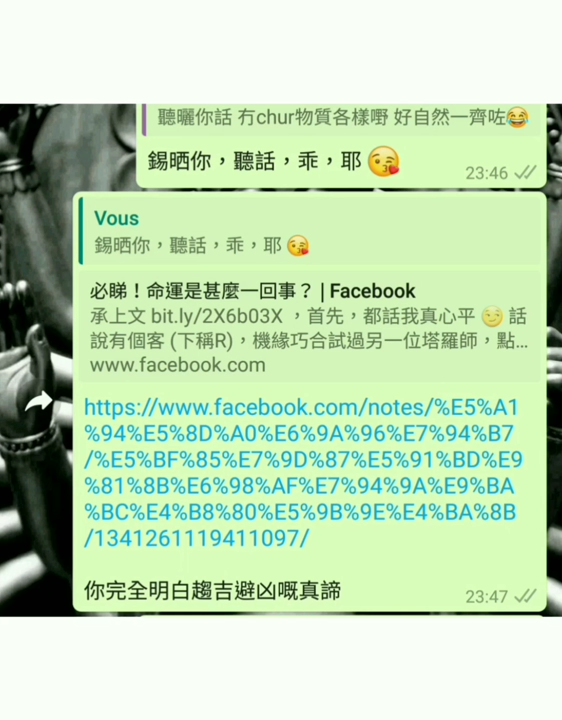 聽曬你話 冇chur物質各樣嘢 好自然一齊咗😂
錫晒你，聽話，乖，耶 😘
23:46
Vous
錫晒你，聽話，乖，耶 😘
必睇！命運是甚麼一回事？ | Facebook
承上文 bit.ly/2X6b03X ，首先，都話我真心平 😏 話
說有個客 (下稱R)，機緣巧合試過另一位塔羅師，點...
www.facebook.com
https://www.facebook.com/notes/%E5%A1
%94%E5%8D%A0%E6%9A%96%E7%94%B7
/%E5%BF%85%E7%9D%87%E5%91%BD%E9
%81%8B%E6%98%AF%E7%94%9A%E9%BA
%BC%E4%B8%80%E5%9B%9E%E4%BA%8B
/1341261119411097/
你完全明白趨吉避凶嘅真諦
23:47